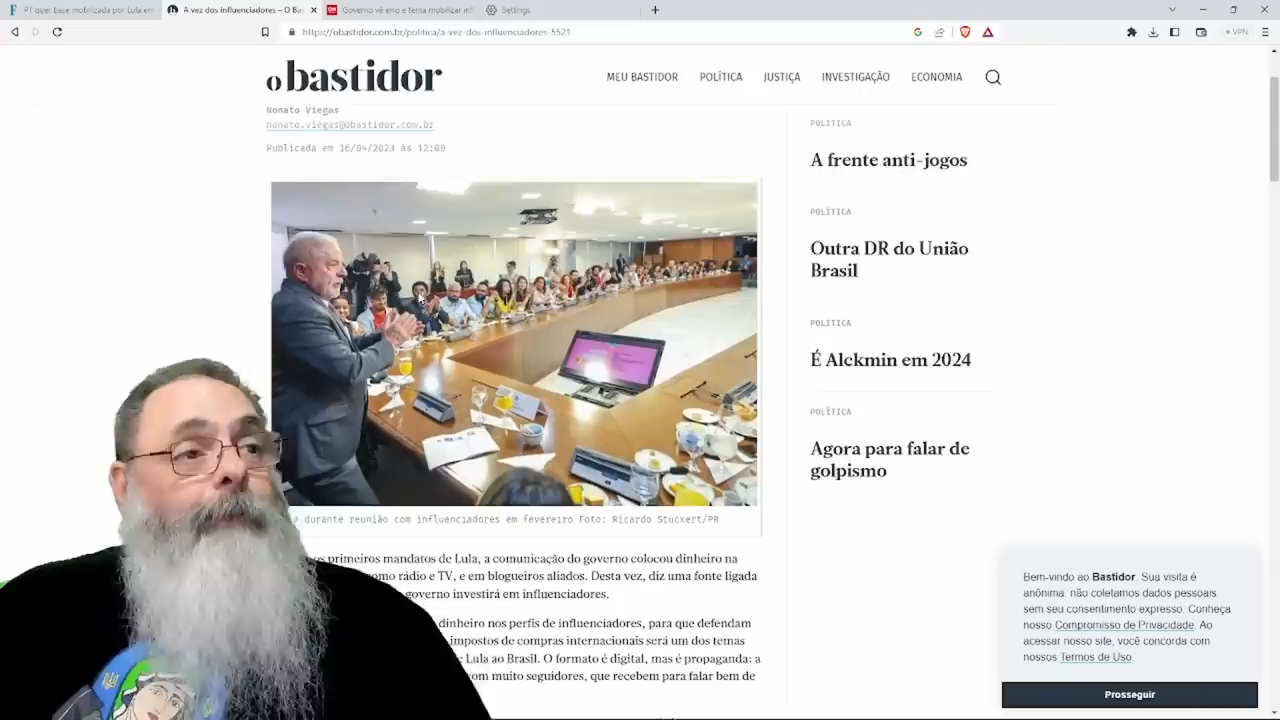 PT quer Base mobilizada por Lula em
A vez dos influenciadores – O Ba
Governo vê erro e tenta mobilizar inf
Settings
https://obastidor.com.br/politica/a-vez-dos-influenciadores-5521
VPN
o bastidor
MEU BASTIDOR
POLÍTICA
JUSTIÇA
INVESTIGAÇÃO
ECONOMIA
Nonato Viegas
nonato.viegas@obastidor.com.br
Publicada em 16/04/2023 às 12:00
durante reunião com influenciadores em fevereiro Foto: Ricardo Stuckert/PR
os primeiros mandatos de Lula, a comunicação do governo colocou dinheiro na
omo rádio e TV, e em blogueiros aliados. Desta vez, diz uma fonte ligada
governo investirá em influenciadores.
dinheiro nos perfis de influenciadores, para que defendam
impostos de compras internacionais será um dos temas
e Lula ao Brasil. O formato é digital, mas é propaganda: a
om muito seguidores, que recebem para falar bem de
POLÍTICA
A frente anti-jogos
POLÍTICA
Outra DR do União
Brasil
POLÍTICA
É Alckmin em 2024
POLÍTICA
Agora para falar de
golpismo
Bem-vindo ao Bastidor. Sua visita é
anônima: não coletamos dados pessoais
sem seu consentimento expresso. Conheça
nosso Compromisso de Privacidade. Ao
acessar nosso site, você concorda com
nossos Termos de Uso.
Prosseguir